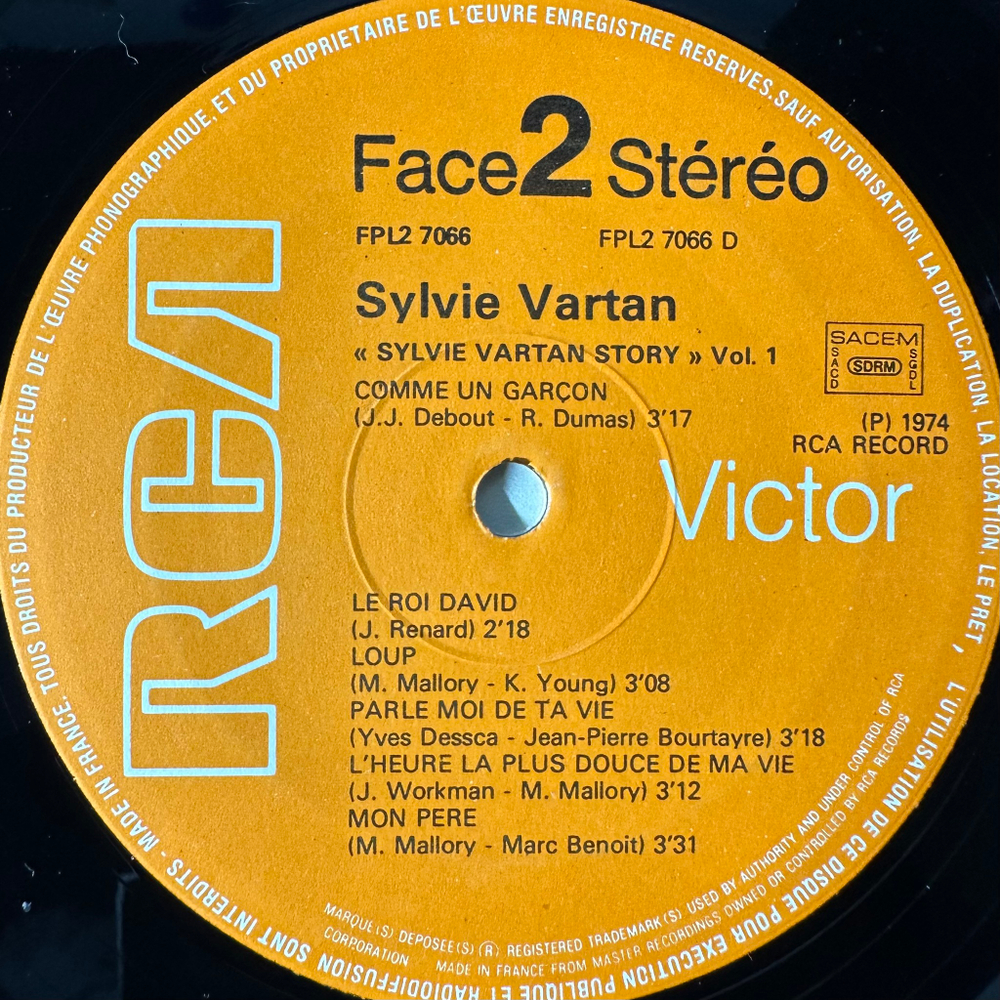 Face 2 Stéréo
FPL2 7066
FPL2 7066 D
Sylvie Vartan
« SYLVIE VARTAN STORY » Vol. 1
COMME UN GARÇON
(J.J. Debout - R. Dumas) 3'17
SACEM
SACD
SDRM
SGDL
(P) 1974
RCA RECORD
RCA
Victor
LE ROI DAVID
(J. Renard) 2'18
LOUP
(M. Mallory - K. Young) 3'08
PARLE MOI DE TA VIE
(Yves Dessca - Jean-Pierre Bourtayre) 3'18
L'HEURE LA PLUS DOUCE DE MA VIE
(J. Workman - M. Mallory) 3'12
MON PERE
(M. Mallory - Marc Benoit) 3'31
MARQUE(S) DEPOSEE(S) ® REGISTERED TRADEMARK(S) USED BY AUTHORITY AND UNDER CONTROL OF RCA
CORPORATION MADE IN FRANCE FROM MASTER RECORDINGS OWNED OR CONTROLLED BY RCA RECORDS
MADE IN FRANCE. TOUS DROITS DU PRODUCTEUR DE L'ŒUVRE PHONOGRAPHIQUE, ET DU PROPRIETAIRE DE L'ŒUVRE ENREGISTREE RESERVES. SAUF AUTORISATION, LA DUPLICATION, LA LOCATION, LE PRET, L'UTILISATION DE CE DISQUE POUR EXECUTION PUBLIQUE ET RADIODIFFUSION SONT INTERDITS -